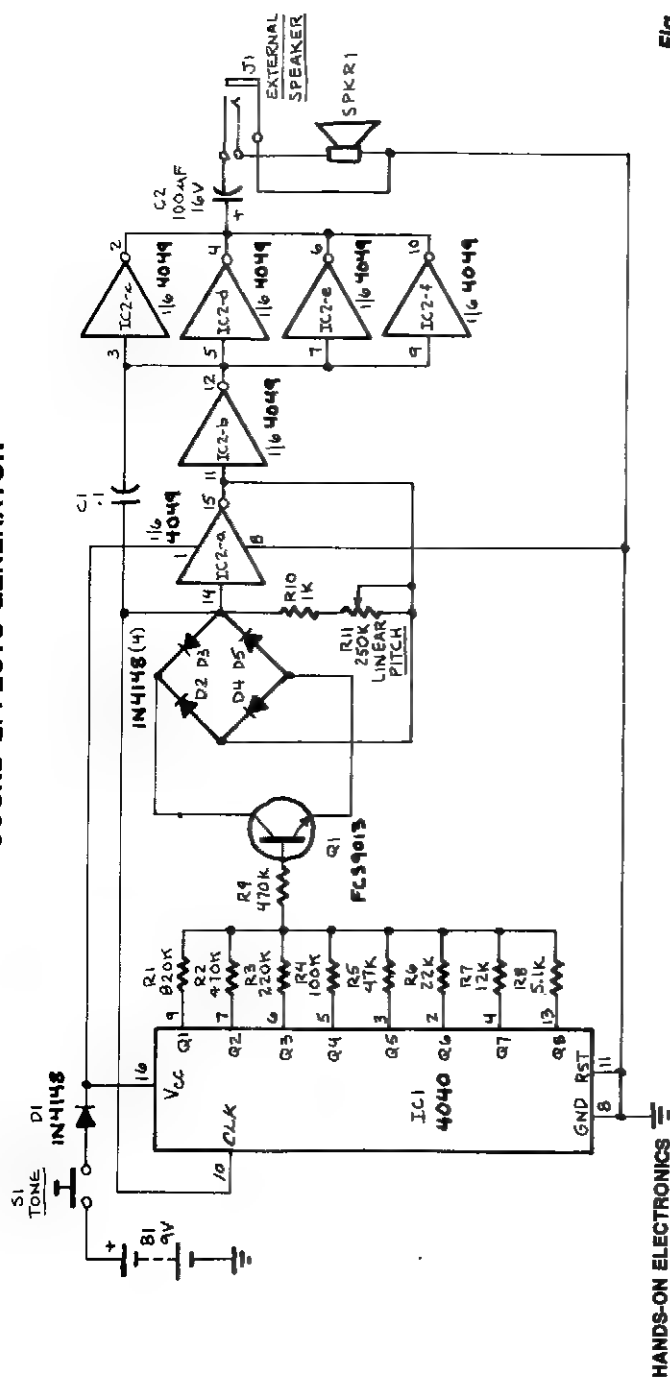 S1
TONE
D1
1N4148
B1
9V
+
16
VCC
10
CLK
IC1
4040
Q1
9
R1
820K
Q2
7
R2
470K
Q3
6
R3
220K
Q4
5
R4
100K
Q5
3
R5
47K
Q6
2
R6
22K
Q7
4
R7
12K
Q8
13
R8
5.1K
GND
8
RST
11
R9
470K
Q1
FCS9013
1N4148 (4)
D2
D3
D4
D5
R10
1K
R11
250K
LINEAR
PITCH
C1
.1
1/6
4049
14
1
IC2-a
15
8
11
IC2-b
12
1/6 4049
3
IC2-c
2
1/6 4049
5
IC2-d
4
1/6 4049
7
IC2-e
6
1/6 4049
9
IC2-f
10
1/6 4049
C2
100µF
16V
+
J1
EXTERNAL
SPEAKER
SPKR1
HANDS-ON ELECTRONICS